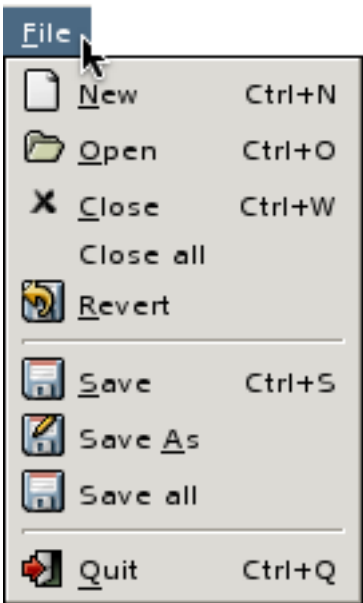 File
New Ctrl+N
Open Ctrl+O
Close Ctrl+W
Close all
Revert
Save Ctrl+S
Save As
Save all
Quit Ctrl+Q